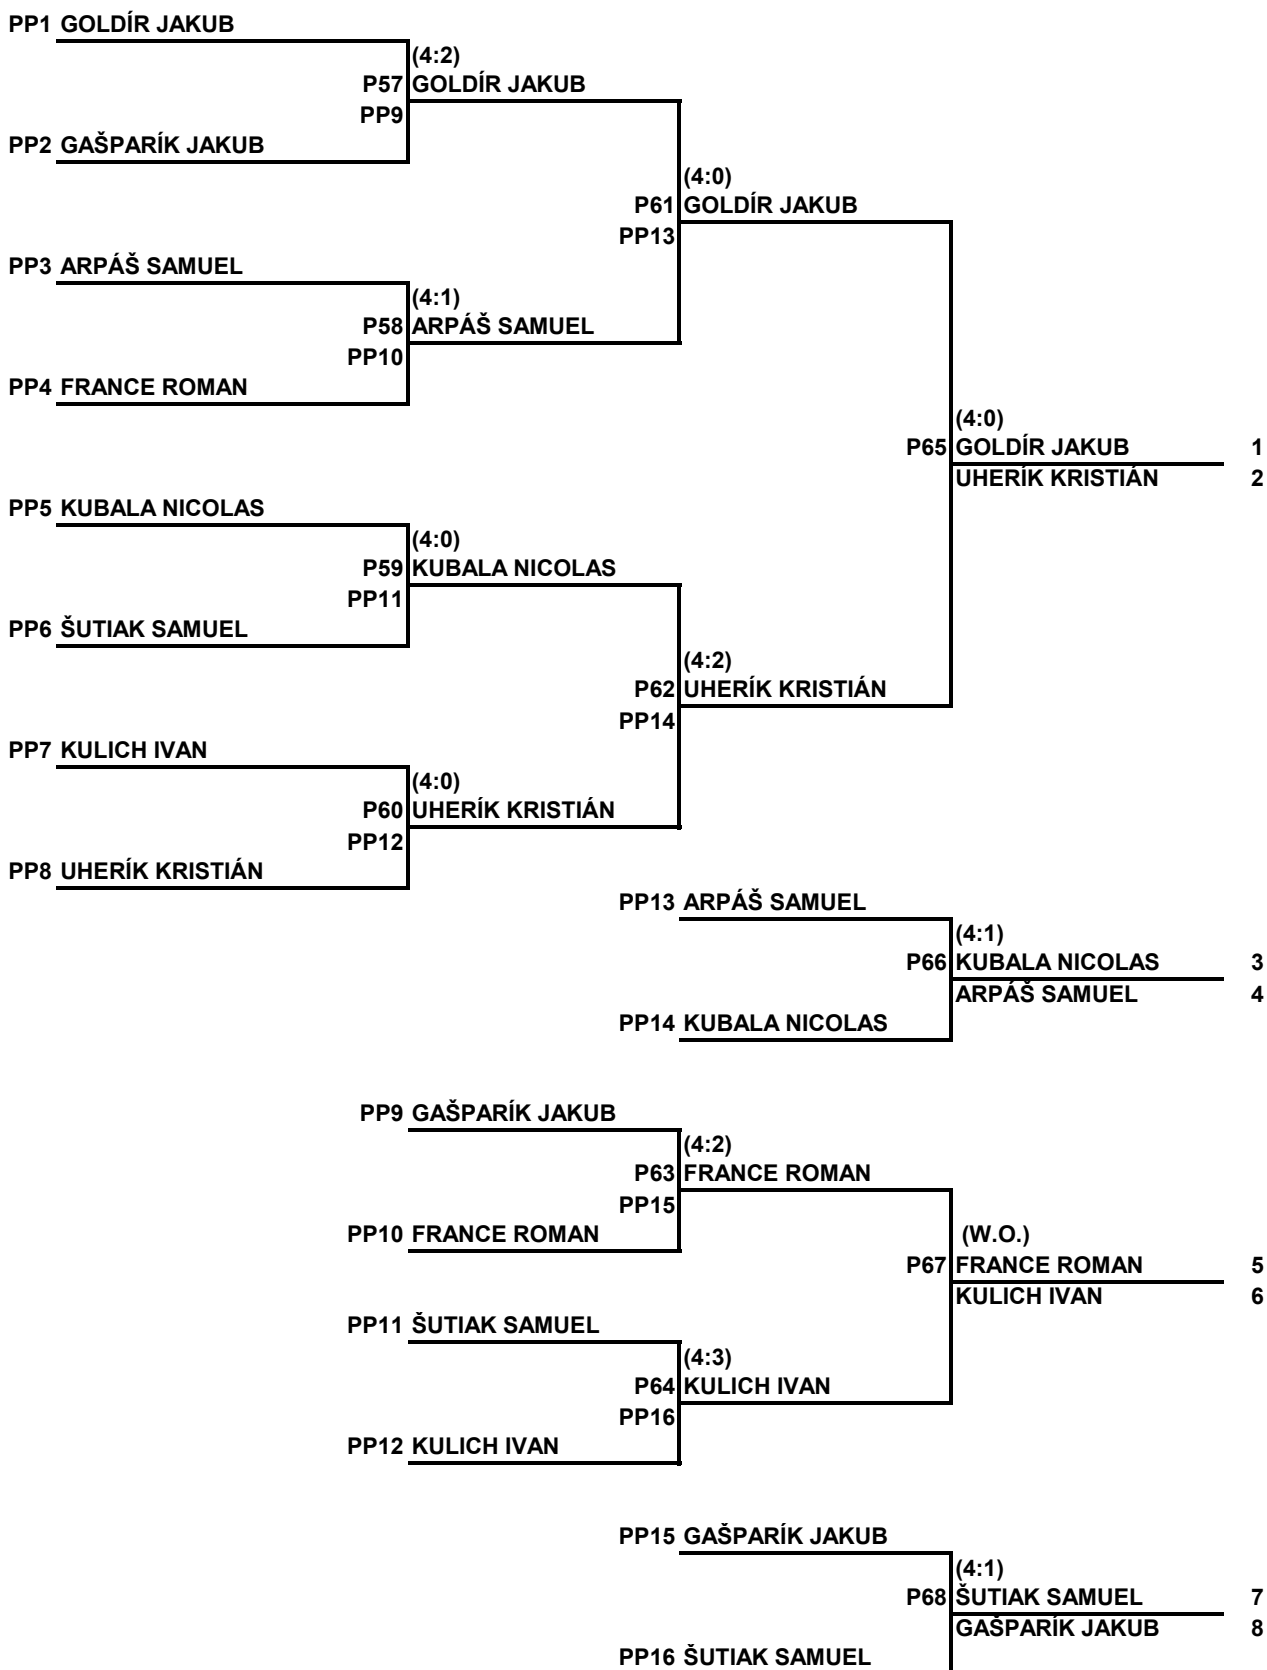 PP1 GOLDÍR JAKUB
(4:2)
P57 GOLDÍR JAKUB
PP9
PP2 GAŠPARÍK JAKUB
(4:0)
P61 GOLDÍR JAKUB
PP13
PP3 ARPÁŠ SAMUEL
(4:1)
P58 ARPÁŠ SAMUEL
PP10
PP4 FRANCE ROMAN
(4:0)
P65 GOLDÍR JAKUB 1
UHERÍK KRISTIÁN 2
PP5 KUBALA NICOLAS
(4:0)
P59 KUBALA NICOLAS
PP11
PP6 ŠUTIAK SAMUEL
(4:2)
P62 UHERÍK KRISTIÁN
PP14
PP7 KULICH IVAN
(4:0)
P60 UHERÍK KRISTIÁN
PP12
PP8 UHERÍK KRISTIÁN
PP13 ARPÁŠ SAMUEL
(4:1)
P66 KUBALA NICOLAS 3
ARPÁŠ SAMUEL 4
PP14 KUBALA NICOLAS
PP9 GAŠPARÍK JAKUB
(4:2)
P63 FRANCE ROMAN
PP15
PP10 FRANCE ROMAN
(W.O.)
P67 FRANCE ROMAN 5
KULICH IVAN 6
PP11 ŠUTIAK SAMUEL
(4:3)
P64 KULICH IVAN
PP16
PP12 KULICH IVAN
PP15 GAŠPARÍK JAKUB
(4:1)
P68 ŠUTIAK SAMUEL 7
GAŠPARÍK JAKUB 8
PP16 ŠUTIAK SAMUEL